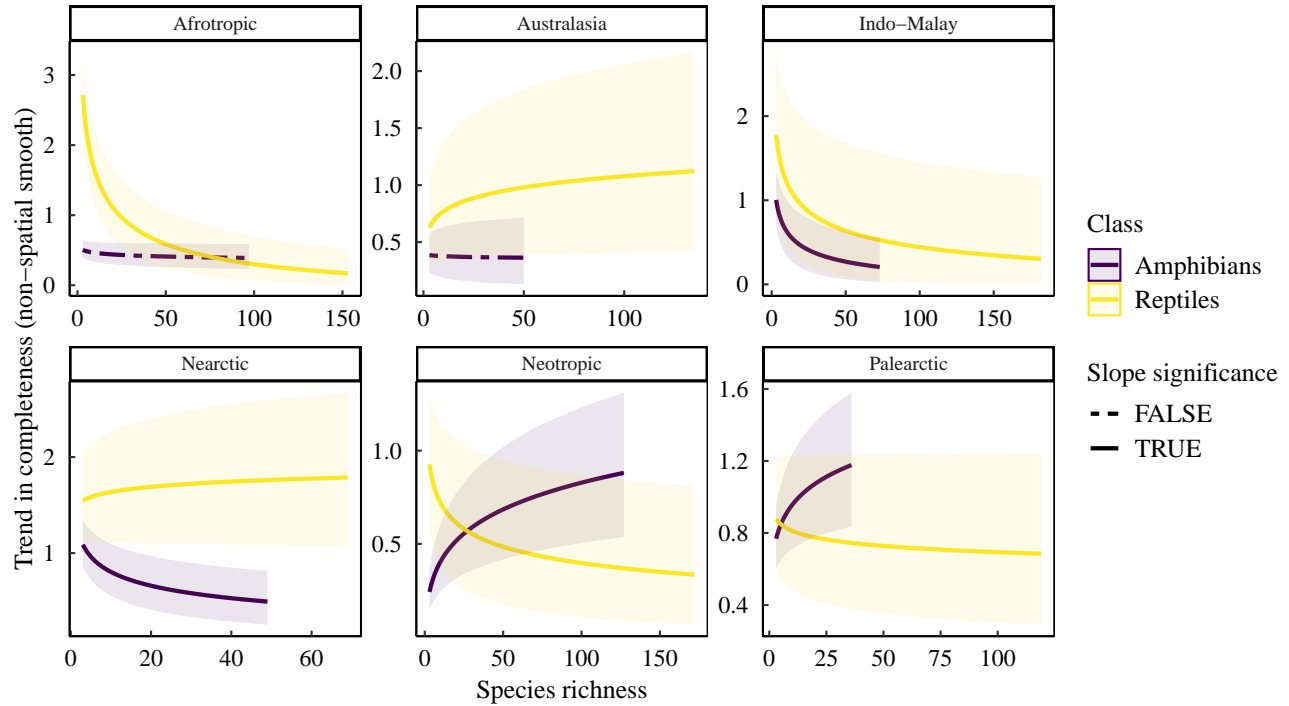 Trend in completeness (non−spatial smooth)
Afrotropic
Australasia
Indo−Malay
3
2
1
0
2.0
1.5
1.0
0.5
2
1
0
0 50 100 150
0 50 100
0 50 100 150
Nearctic
Neotropic
Palearctic
2
1
1.0
0.5
1.6
1.2
0.8
0.4
0 20 40 60
0 50 100 150
0 25 50 75 100
Species richness
Class
Amphibians
Reptiles
Slope significance
FALSE
TRUE